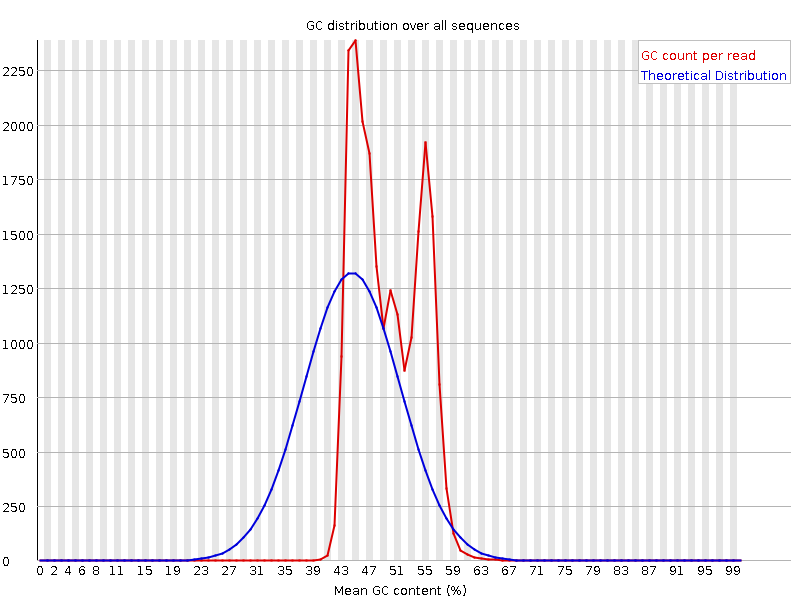 GC distribution over all sequences
GC count per read
Theoretical Distribution
2250
2000
1750
1500
1250
1000
750
500
250
0
0 2 4 6 8 11 15 19 23 27 31 35 39 43 47 51 55 59 63 67 71 75 79 83 87 91 95 99
Mean GC content (%)